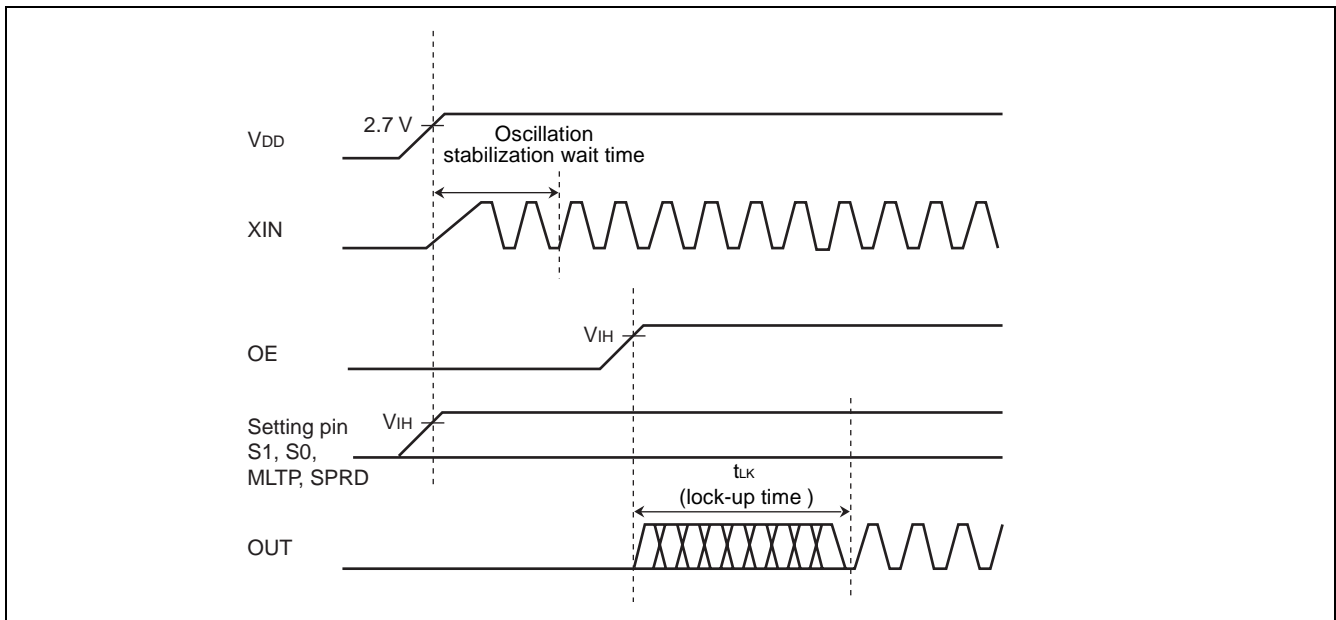 2.7 V
VDD
Oscillation
stabilization wait time
XIN
VIH
OE
VIH
Setting pin
S1, S0,
MLTP, SPRD
tLK
(lock-up time )
OUT